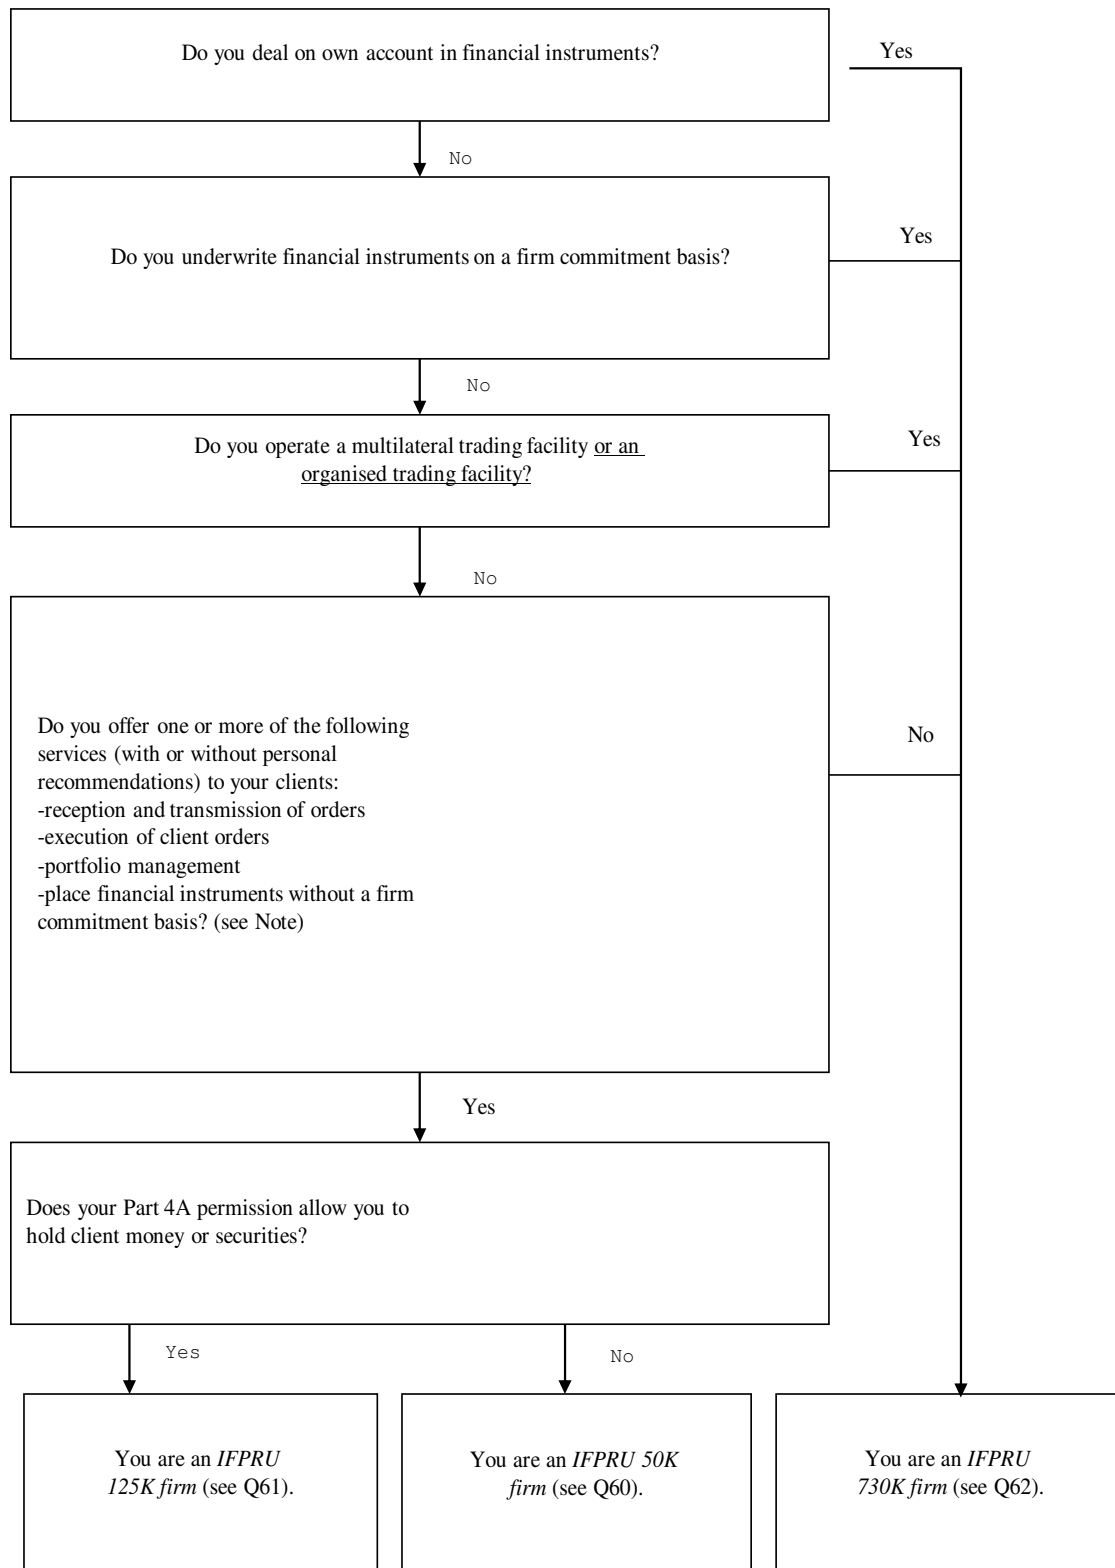 Do you deal on own account in financial instruments?
Yes
No
Do you underwrite financial instruments on a firm commitment basis?
Yes
No
Do you operate a multilateral trading facility or an
organised trading facility?
Yes
No
Do you offer one or more of the following
services (with or without personal
recommendations) to your clients:
-reception and transmission of orders
-execution of client orders
-portfolio management
-place financial instruments without a firm
commitment basis? (see Note)
No
Yes
Does your Part 4A permission allow you to
hold client money or securities?
Yes
No
You are an IFPRU
125K firm (see Q61).
You are an IFPRU 50K
firm (see Q60).
You are an IFPRU
730K firm (see Q62).